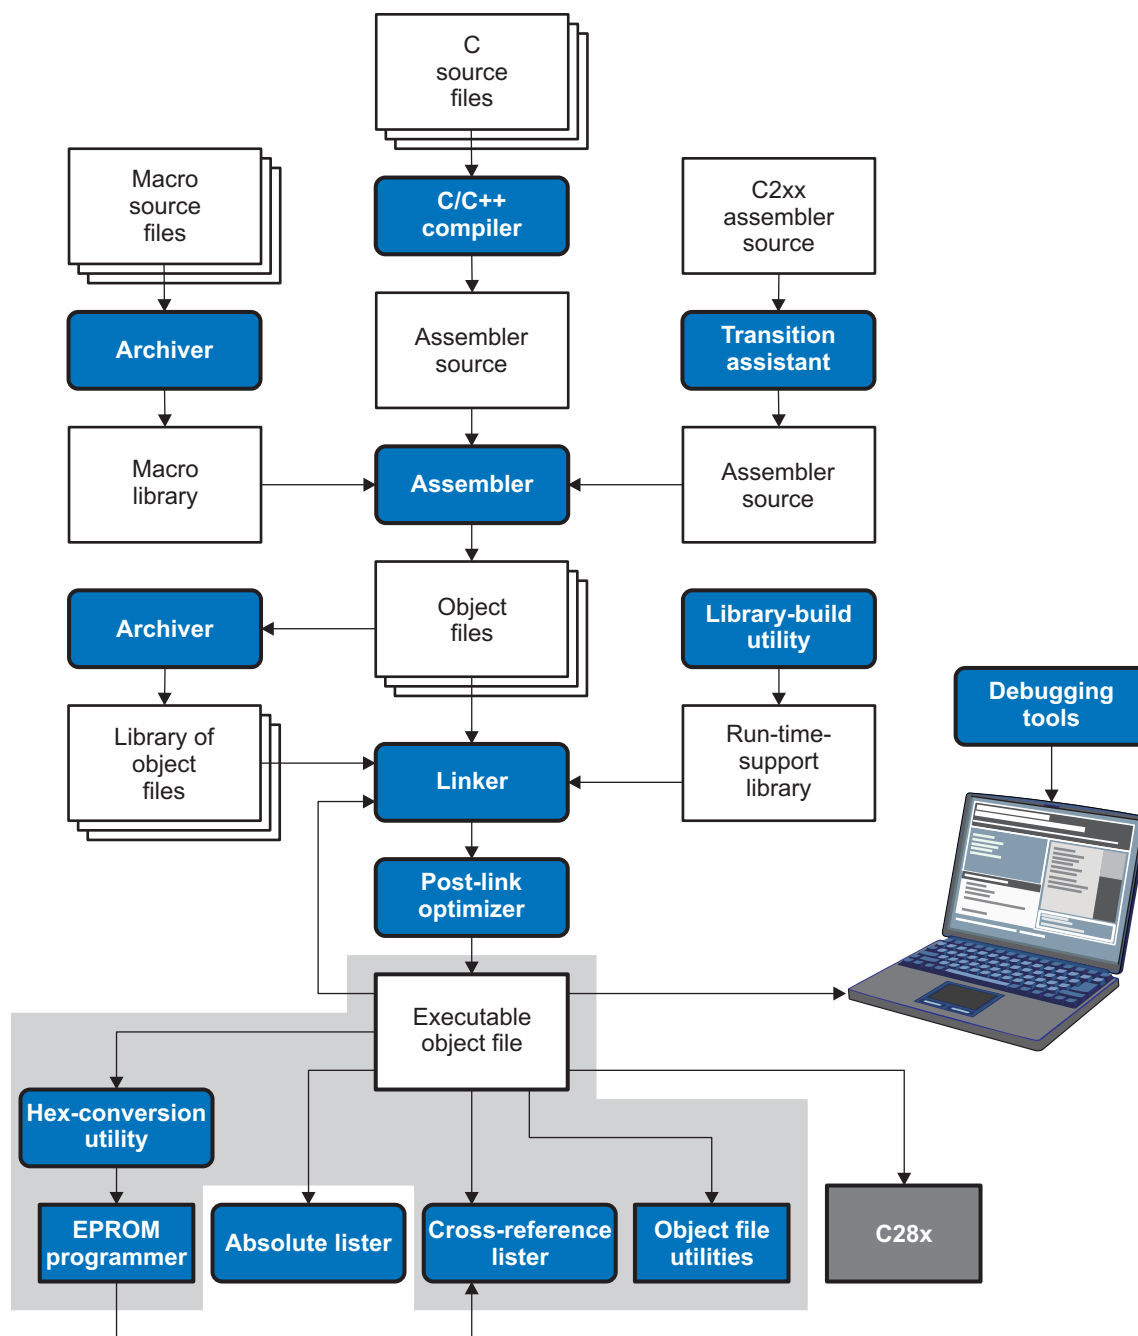 C
source
files
Macro
source
files
C/C++
compiler
C2xx
assembler
source
Archiver
Assembler
source
Transition
assistant
Macro
library
Assembler
Assembler
source
Archiver
Object
files
Library-build
utility
Debugging
tools
Library of
object
files
Linker
Run-time-
support
library
Post-link
optimizer
Executable
object file
Hex-conversion
utility
EPROM
programmer
Absolute lister
Cross-reference
lister
Object file
utilities
C28x